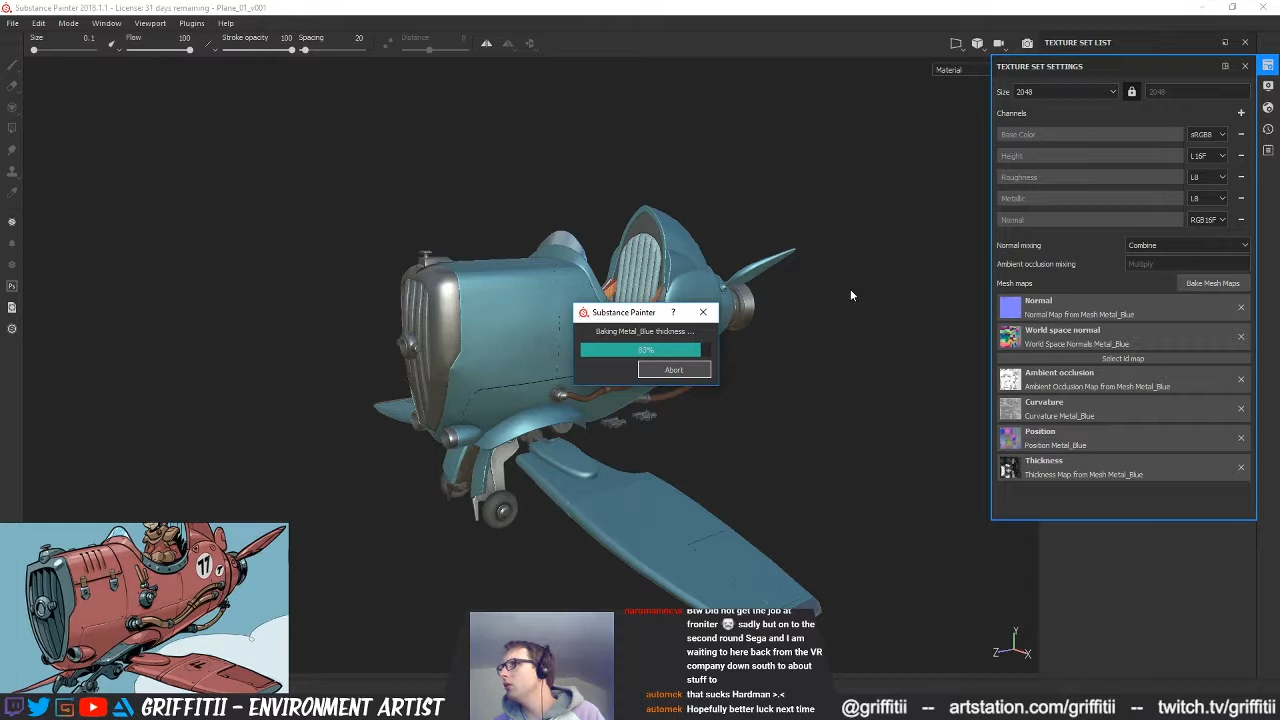 Substance Painter 2018.1.1 - License: 31 days remaining - Plane_01_v001
File Edit Mode Window Viewport Plugins Help
Size 0.1 Flow 100 Stroke opacity 100 Spacing 20 Distance 8
TEXTURE SET LIST
Material
TEXTURE SET SETTINGS
Size 2048 2048
Channels
Base Color sRGB8
Height L16F
Roughness L8
Metallic L8
Normal RGB16F
Normal mixing Combine
Ambient occlusion mixing Multiply
Mesh maps Bake Mesh Maps
Normal
Normal Map from Mesh Metal_Blue
World space normal
World Space Normals Metal_Blue
Select id map
Ambient occlusion
Ambient Occlusion Map from Mesh Metal_Blue
Curvature
Curvature Metal_Blue
Position
Position Metal_Blue
Thickness
Thickness Map from Mesh Metal_Blue
Substance Painter ?
Baking Metal_Blue thickness ...
83%
Abort
77
7
Y
Z X
Btw Did not get the job at
froniter sadly but on to the
second round Sega and I am
waiting to here back from the VR
company down south to about
stuff to
automek that sucks Hardman >.<
automek Hopefully better luck next time
GRIFFITII - ENVIRONMENT ARTIST
@griffitii -- artstation.com/griffitii -- twitch.tv/griffitii